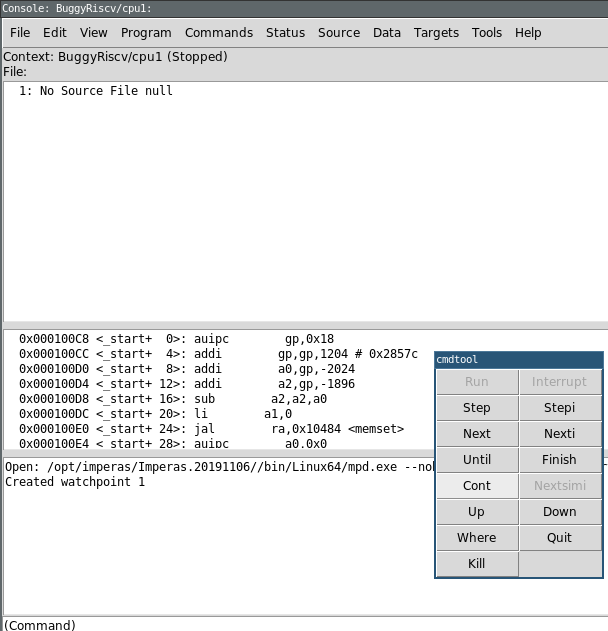 Console: BuggyRiscv/cpu1:
File Edit View Program Commands Status Source Data Targets Tools Help
Context: BuggyRiscv/cpu1 (Stopped)
File:
1: No Source File null
0x000100C8 <_start+  0>: auipc gp,0x18
0x000100CC <_start+  4>: addi gp,gp,1204 # 0x2857c
0x000100D0 <_start+  8>: addi a0,gp,-2024
0x000100D4 <_start+ 12>: addi a2,gp,-1896
0x000100D8 <_start+ 16>: sub a2,a2,a0
0x000100DC <_start+ 20>: li a1,0
0x000100E0 <_start+ 24>: jal ra,0x10484 <memset>
0x000100E4 <_start+ 28>: auipc a0,0x0
cmdtool
Run Interrupt
Step Stepi
Next Nexti
Until Finish
Cont Nextsimi
Up Down
Where Quit
Kill
Open: /opt/imperas/Imperas.20191106//bin/Linux64/mpd.exe
Created watchpoint 1
(Command)